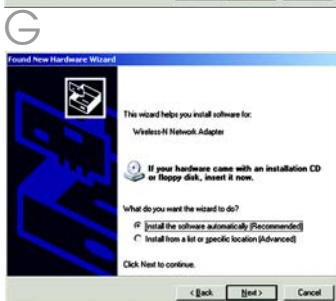 G
Found New Hardware Wizard
This wizard helps you install software for:
Wireless-N Network Adapter
If your hardware came with an installation CD
or floppy disk, insert it now.
What do you want the wizard to do?
Install the software automatically (Recommended)
Install from a list or specific location (Advanced)
Click Next to continue.
< Back Next > Cancel